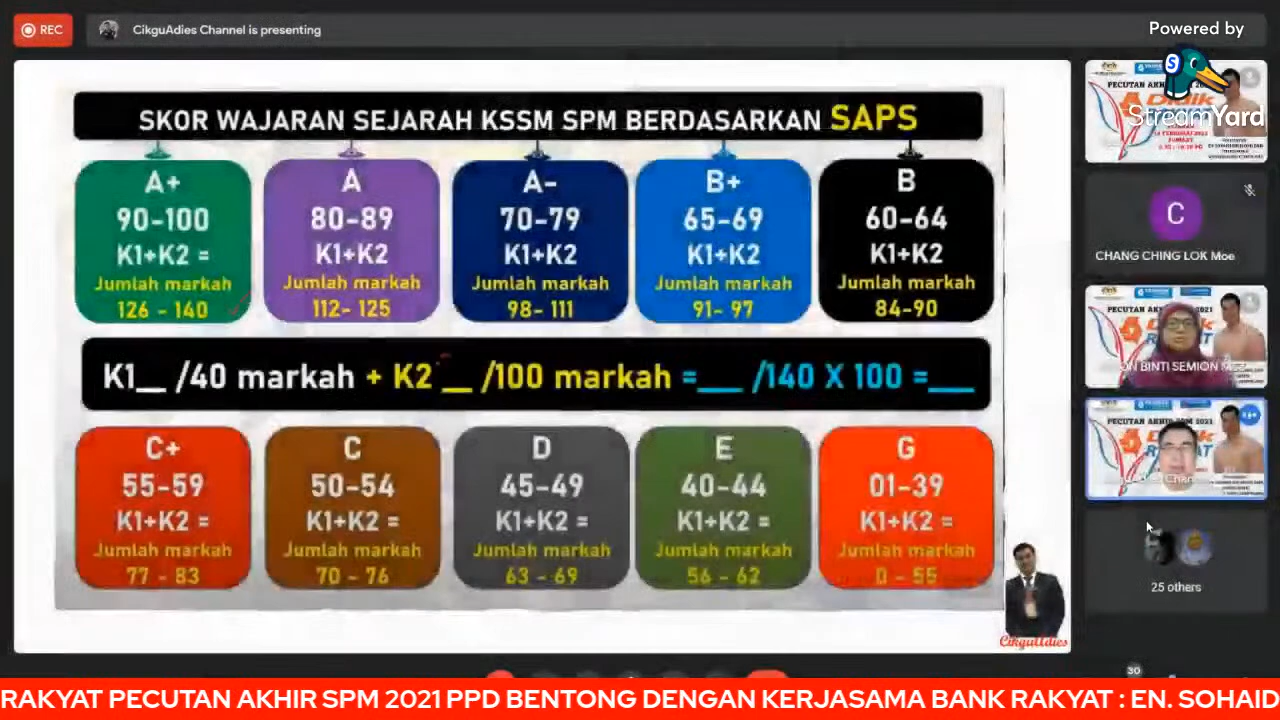 REC
CikguAdies Channel is presenting
Powered by
StreamYard
SKOR WAJARAN SEJARAH KSSM SPM BERDASARKAN SAPS
A+
90-100
K1+K2 =
Jumlah markah
126 - 140
A
80-89
K1+K2
Jumlah markah
112- 125
A-
70-79
K1+K2
Jumlah markah
98- 111
B+
65-69
K1+K2
Jumlah markah
91- 97
B
60-64
K1+K2
Jumlah markah
84-90
K1__ /40 markah + K2 __ /100 markah =___ /140 X 100 =___
C+
55-59
K1+K2 =
Jumlah markah
77 - 83
C
50-54
K1+K2 =
Jumlah markah
70 - 76
D
45-49
K1+K2 =
Jumlah markah
63 - 69
E
40-44
K1+K2 =
Jumlah markah
56 - 62
G
01-39
K1+K2 =
Jumlah markah
0 - 55
CikguAdies
C
CHANG CHING LOK Moe
PECUTAN AKHIR SPM 2021
25 others
30
RAKYAT PECUTAN AKHIR SPM 2021 PPD BENTONG DENGAN KERJASAMA BANK RAKYAT : EN. SOHAID